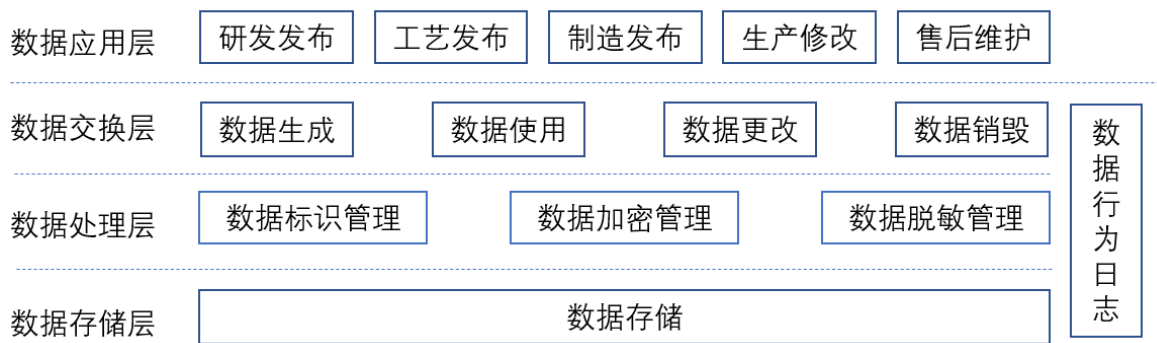 数据应用层 研发发布 工艺发布 制造发布 生产修改 售后维护
数据交换层 数据生成 数据使用 数据更改 数据销毁
数据处理层 数据标识管理 数据加密管理 数据脱敏管理
数据存储层 数据存储
数据行为日志